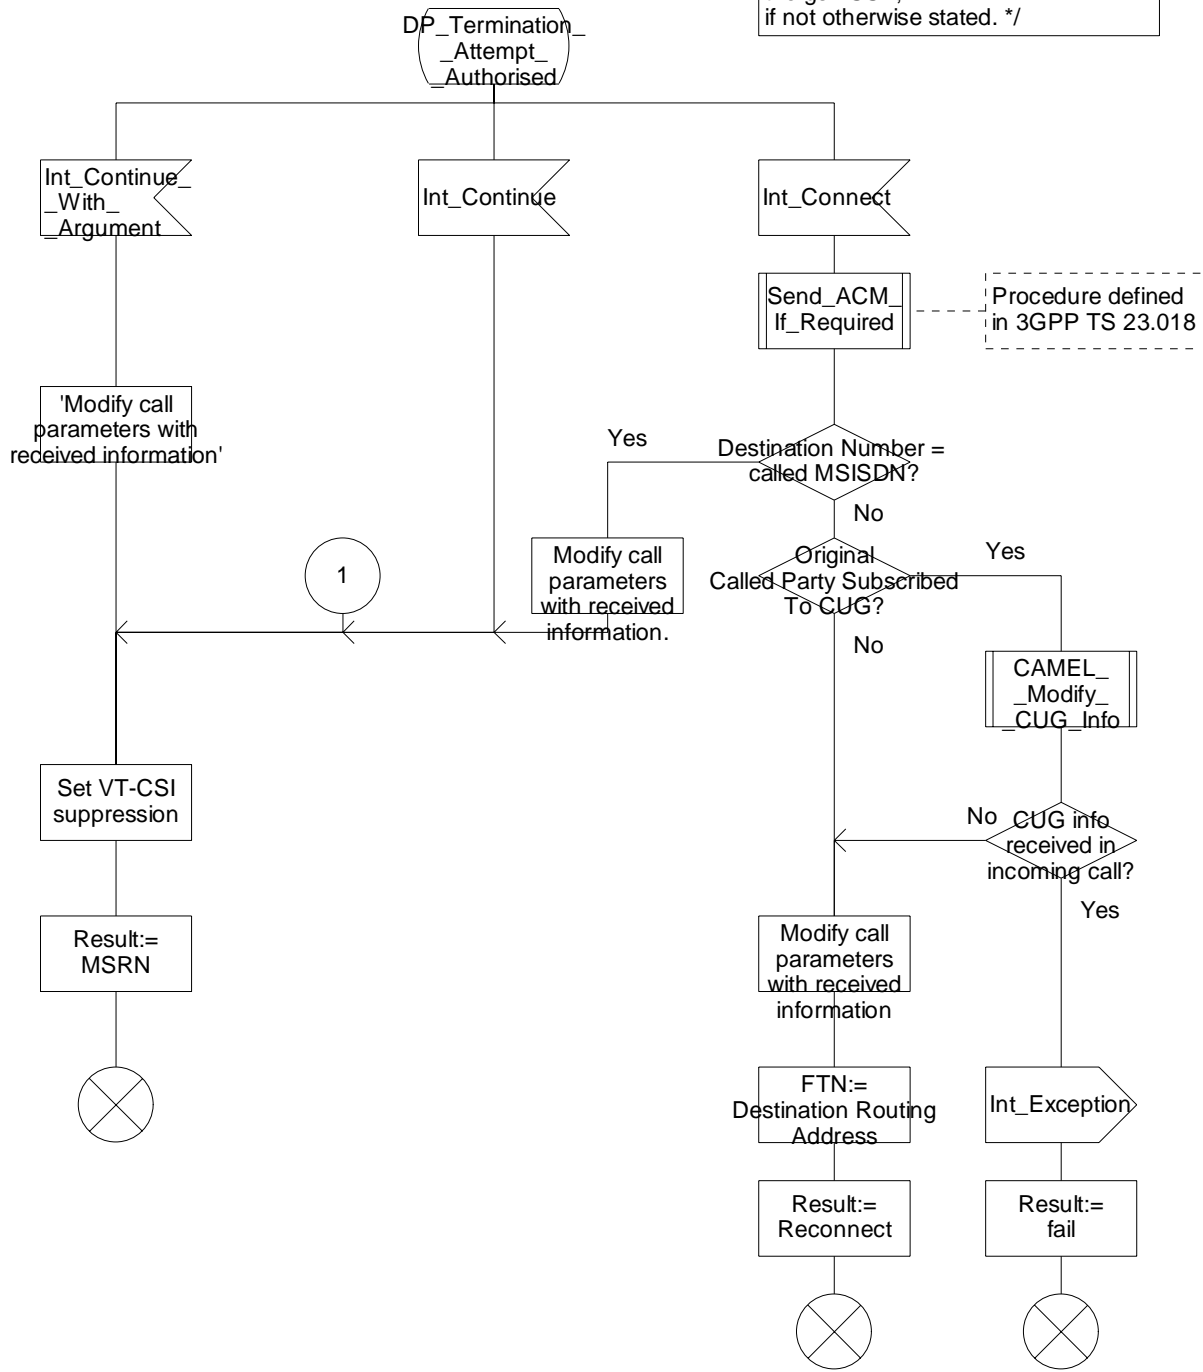 if not otherwise stated. */
DP_Termination_
_Attempt_
_Authorised
Int_Continue_
_With_
_Argument
Int_Continue
Int_Connect
Send_ACM_
If_Required
Procedure defined
in 3GPP TS 23.018
'Modify call
parameters with
received information'
Yes
Destination Number =
called MSISDN?
No
1
Modify call
parameters
with received
information.
Original
Called Party Subscribed
To CUG?
Yes
No
CAMEL_
_Modify_
_CUG_Info
Set VT-CSI
suppression
No
CUG info
received in
incoming call?
Yes
Result:=
MSRN
Modify call
parameters
with received
information
FTN:=
Destination Routing
Address
Int_Exception
Result:=
Reconnect
Result:=
fail